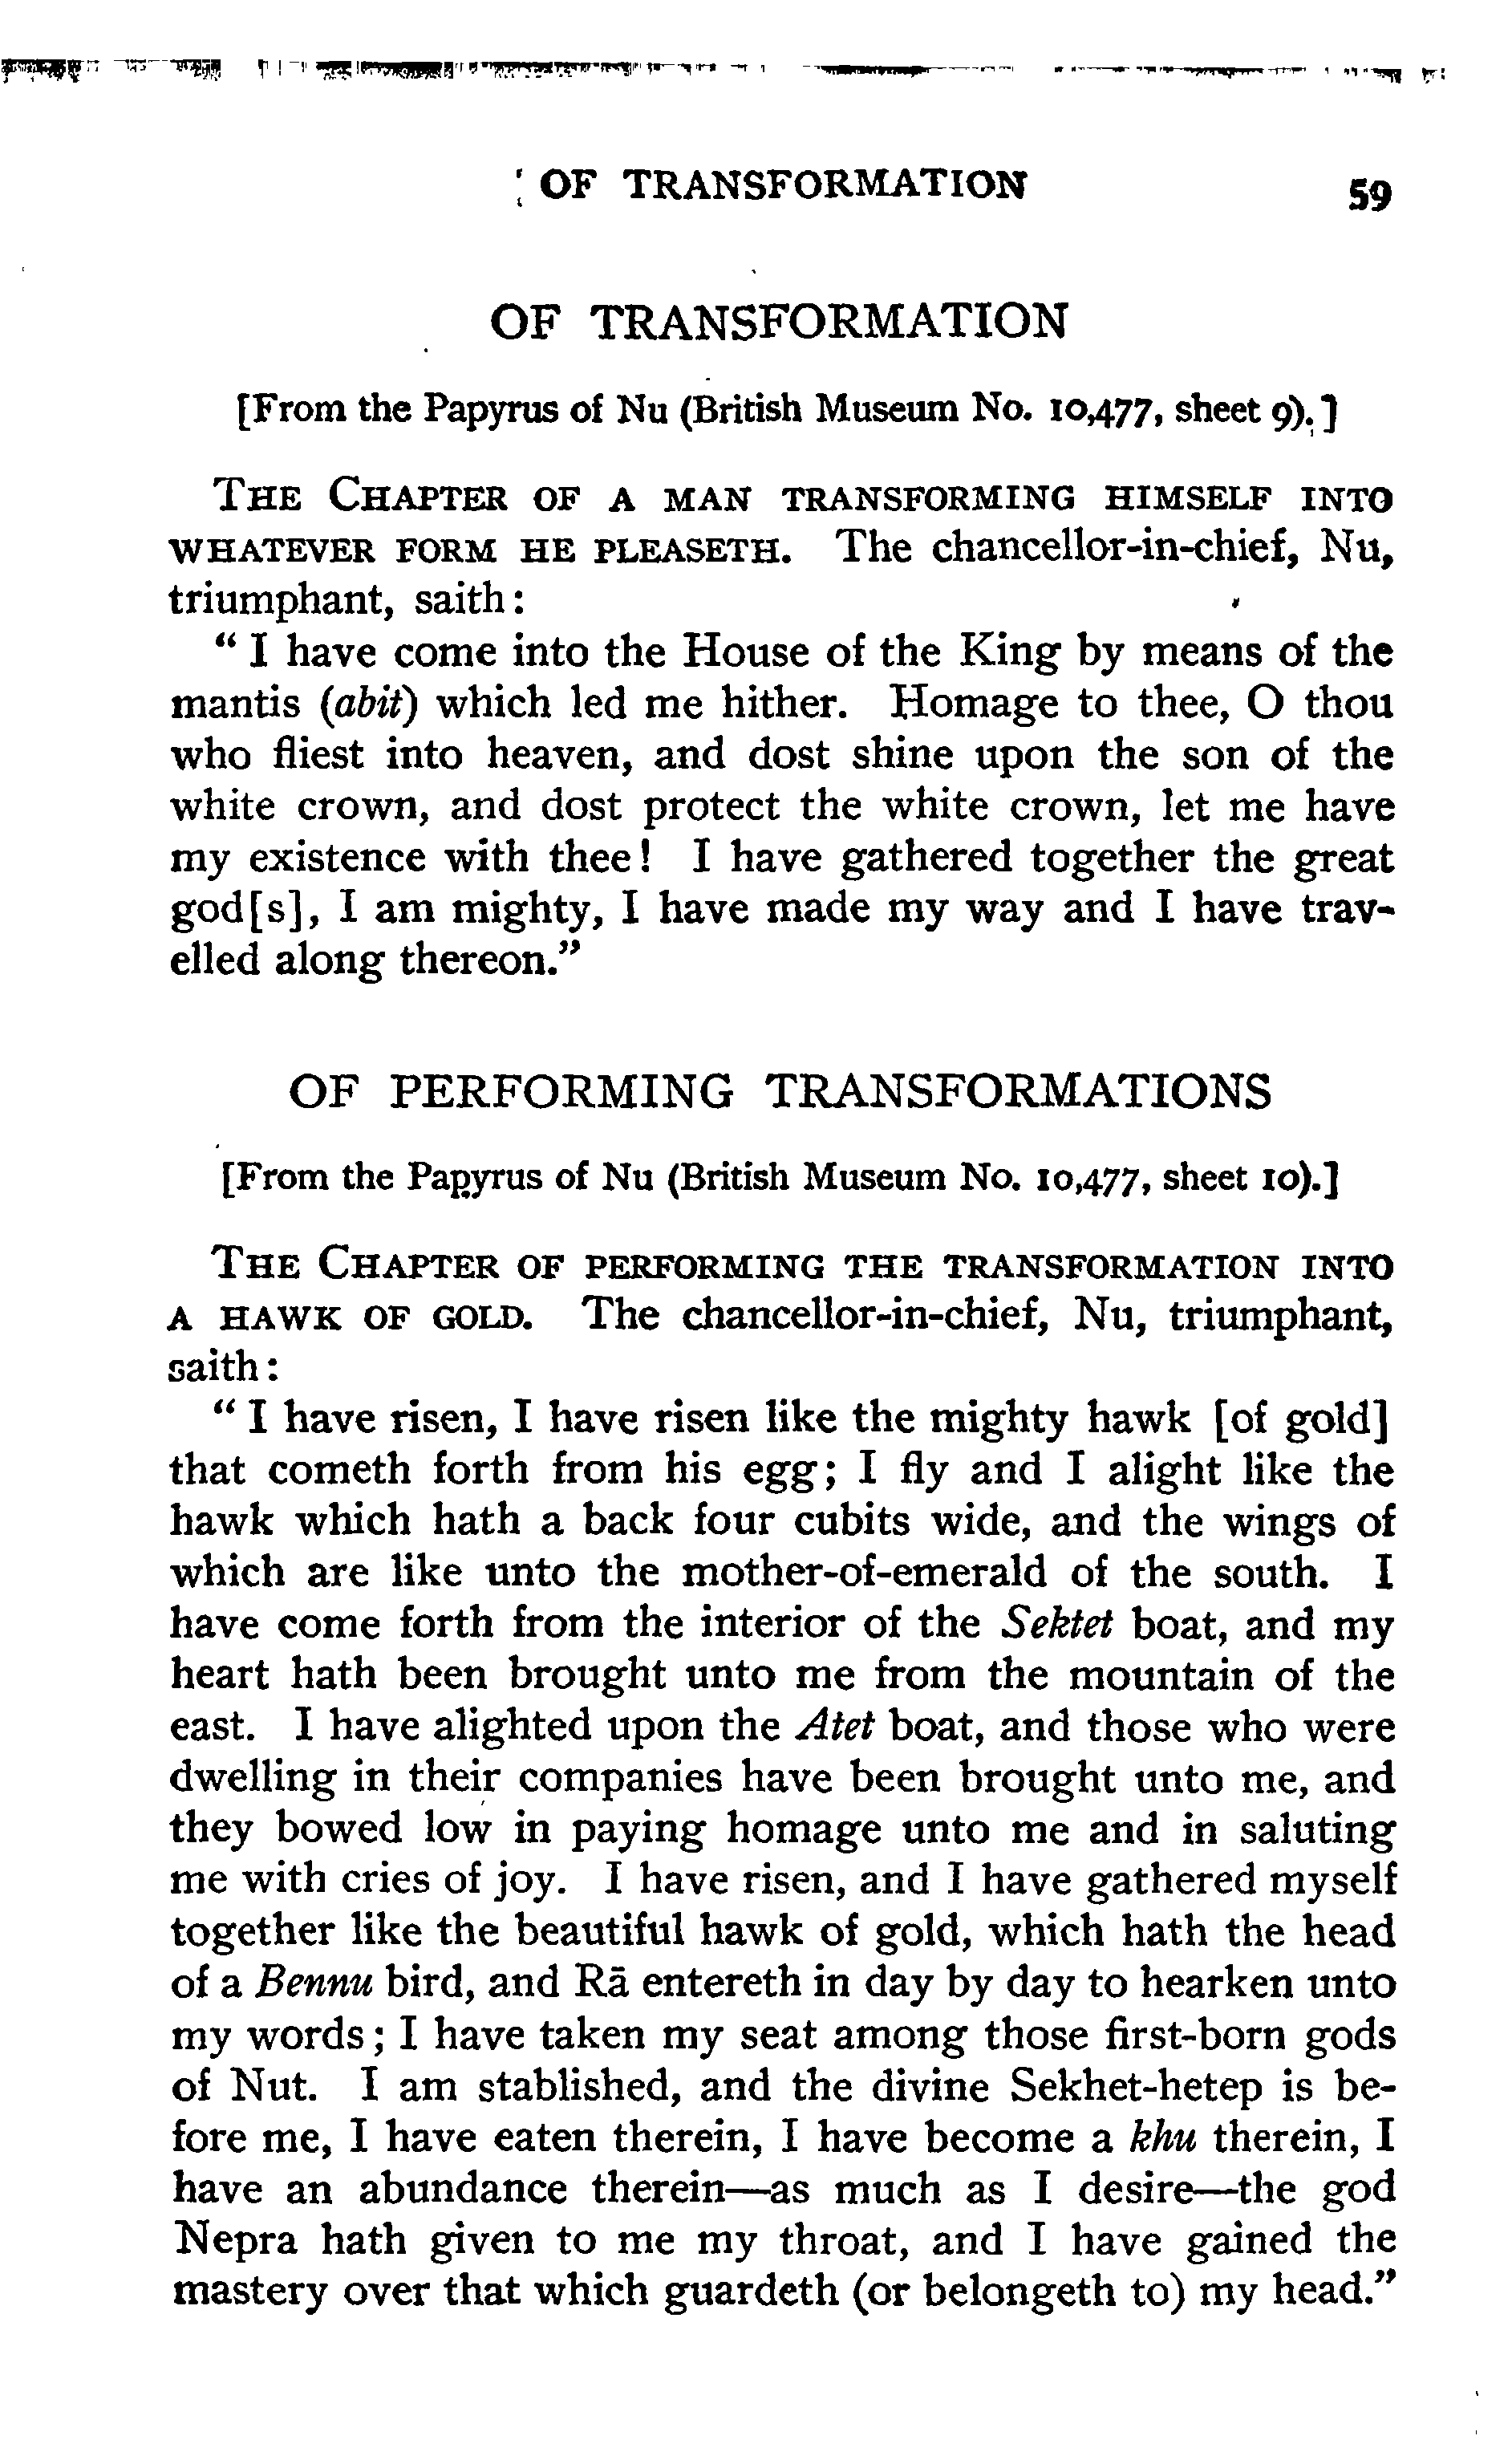 OF TRANSFORMATION 59
OF TRANSFORMATION
[From the Papyrus of Nu (British Museum No. 10,477, sheet 9).]
THE CHAPTER OF A MAN TRANSFORMING HIMSELF INTO
WHATEVER FORM HE PLEASETH. The chancellor-in-chief, Nu,
triumphant, saith:
“I have come into the House of the King by means of the
mantis (abit) which led me hither. Homage to thee, O thou
who fliest into heaven, and dost shine upon the son of the
white crown, and dost protect the white crown, let me have
my existence with thee! I have gathered together the great
god[s], I am mighty, I have made my way and I have trav-
elled along thereon.”
OF PERFORMING TRANSFORMATIONS
[From the Papyrus of Nu (British Museum No. 10,477, sheet 10).]
THE CHAPTER OF PERFORMING THE TRANSFORMATION INTO
A HAWK OF GOLD. The chancellor-in-chief, Nu, triumphant,
saith:
“I have risen, I have risen like the mighty hawk [of gold]
that cometh forth from his egg; I fly and I alight like the
hawk which hath a back four cubits wide, and the wings of
which are like unto the mother-of-emerald of the south. I
have come forth from the interior of the Sektet boat, and my
heart hath been brought unto me from the mountain of the
east. I have alighted upon the Atet boat, and those who were
dwelling in their companies have been brought unto me, and
they bowed low in paying homage unto me and in saluting
me with cries of joy. I have risen, and I have gathered myself
together like the beautiful hawk of gold, which hath the head
of a Bennu bird, and Rā entereth in day by day to hearken unto
my words; I have taken my seat among those first-born gods
of Nut. I am stablished, and the divine Sekhet-hetep is be-
fore me, I have eaten therein, I have become a khu therein, I
have an abundance therein—as much as I desire—the god
Nepra hath given to me my throat, and I have gained the
mastery over that which guardeth (or belongeth to) my head.”